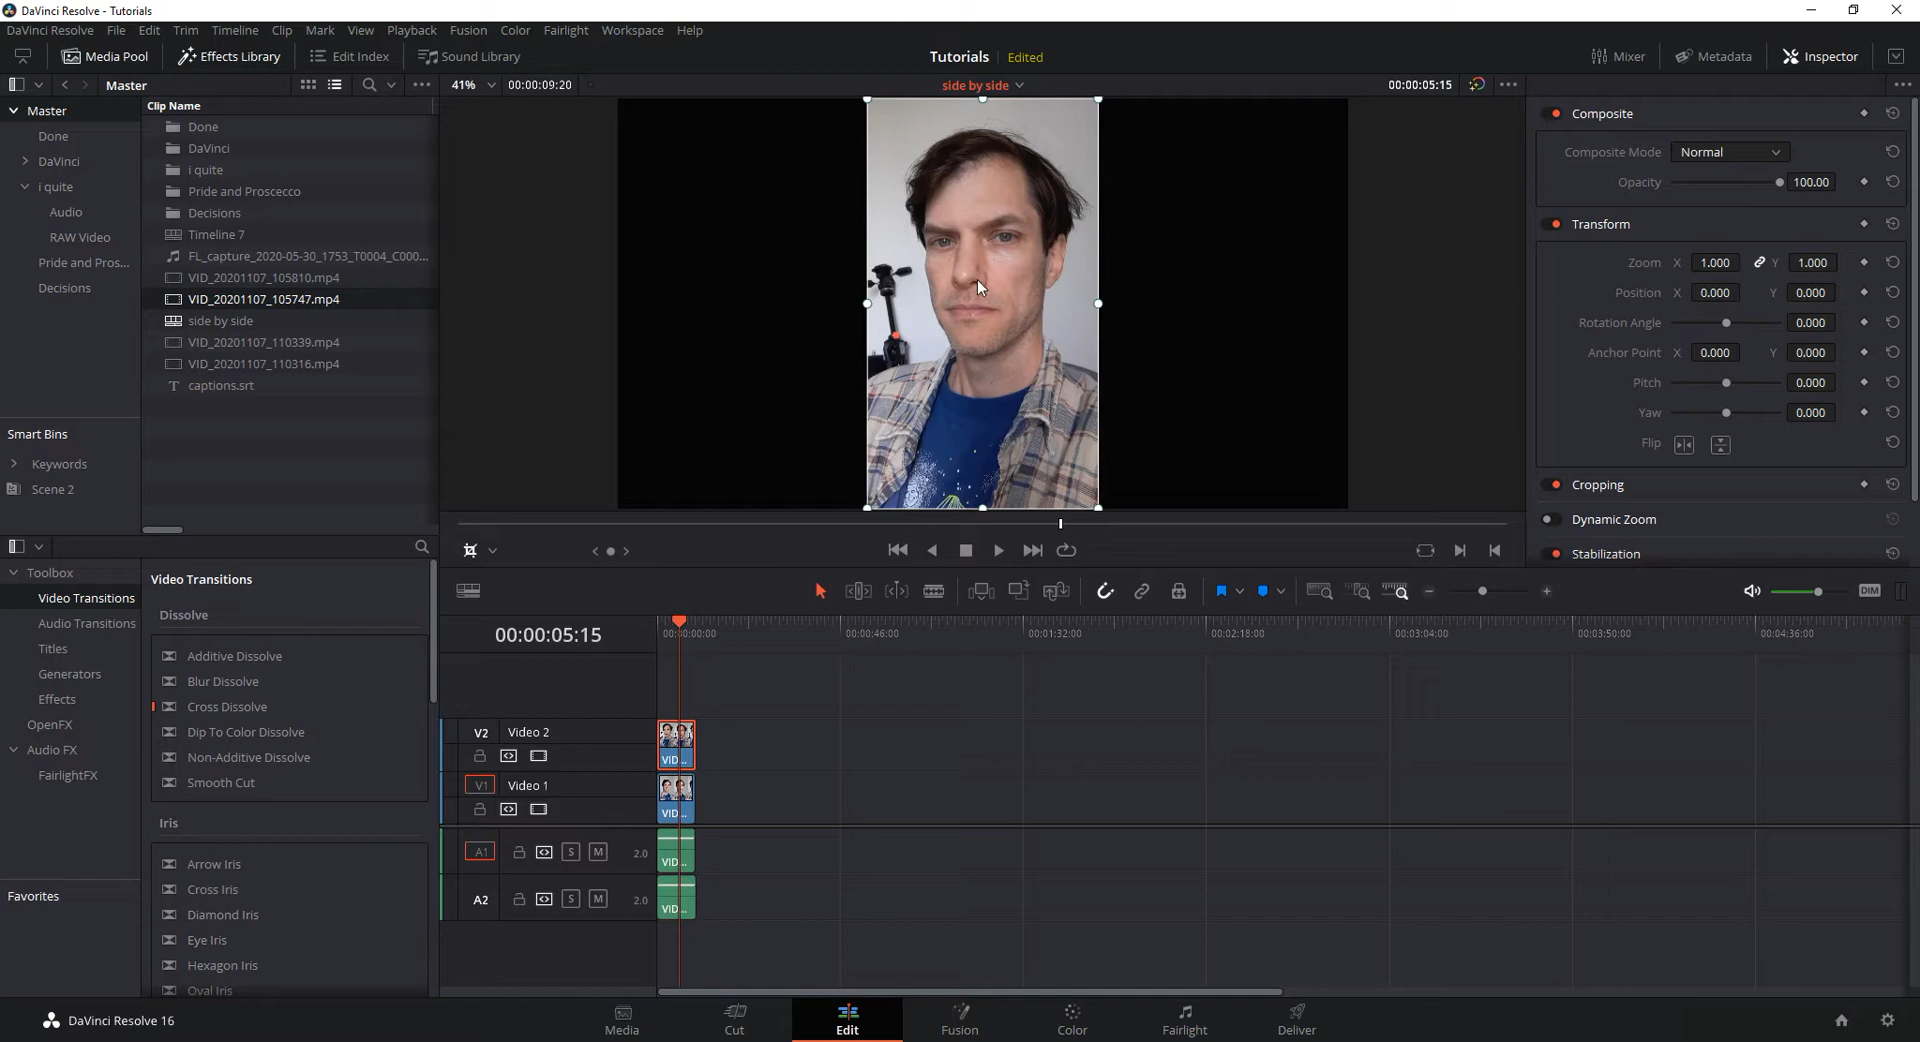 DaVinci Resolve - Tutorials
DaVinci Resolve File Edit Trim Timeline Clip Mark View Playback Fusion Color Fairlight Workspace Help
Media Pool Effects Library Edit Index Sound Library Tutorials Edited Mixer Metadata Inspector
Master 41% 00:00:09:20 side by side 00:00:05:15
Master
Done
DaVinci
i quite
Audio
RAW Video
Pride and Pros...
Decisions
Smart Bins
Keywords
Scene 2
Clip Name
Done
DaVinci
i quite
Pride and Proscecco
Decisions
Timeline 7
FL_capture_2020-05-30_1753_T0004_C000...
VID_20201107_105810.mp4
VID_20201107_105747.mp4
side by side
VID_20201107_110339.mp4
VID_20201107_110316.mp4
captions.srt
Composite
Composite Mode Normal
Opacity 100.00
Transform
Zoom X 1.000 Y 1.000
Position X 0.000 Y 0.000
Rotation Angle 0.000
Anchor Point X 0.000 Y 0.000
Pitch 0.000
Yaw 0.000
Flip
Cropping
Dynamic Zoom
Stabilization
Toolbox
Video Transitions
Audio Transitions
Titles
Generators
Effects
OpenFX
Audio FX
FairlightFX
Favorites
Video Transitions
Dissolve
Additive Dissolve
Blur Dissolve
Cross Dissolve
Dip To Color Dissolve
Non-Additive Dissolve
Smooth Cut
Iris
Arrow Iris
Cross Iris
Diamond Iris
Eye Iris
Hexagon Iris
Oval Iris
DIM
00:00:05:15 00:00:00:00 00:00:46:00 00:01:32:00 00:02:18:00 00:03:04:00 00:03:50:00 00:04:36:00
V2 Video 2
VID...
V1 Video 1
VID...
A1 S M 2.0
VID...
A2 S M 2.0
VID...
DaVinci Resolve 16
Media Cut Edit Fusion Color Fairlight Deliver